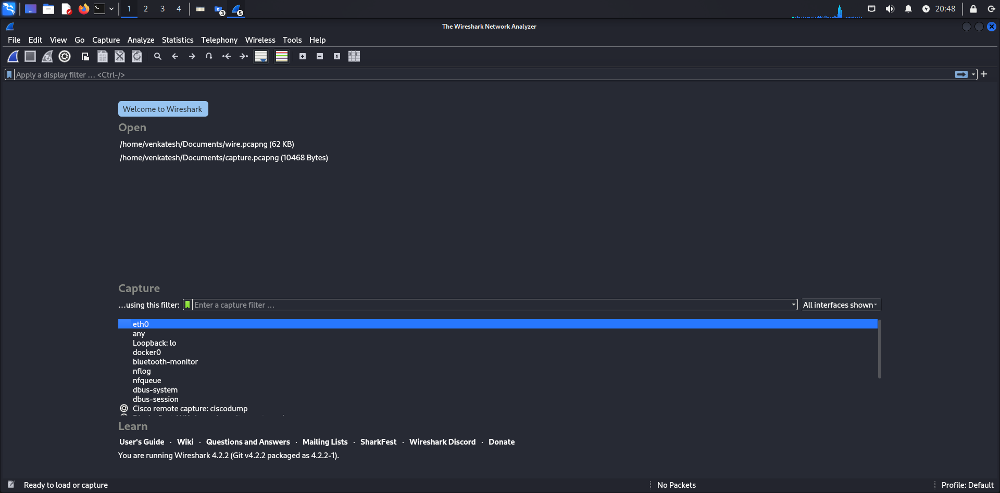 1 2 3 4 3 5 20:48
The Wireshark Network Analyzer
File Edit View Go Capture Analyze Statistics Telephony Wireless Tools Help
Apply a display filter … <Ctrl-/>
Welcome to Wireshark
Open
/home/venkatesh/Documents/wire.pcapng (62 KB)
/home/venkatesh/Documents/capture.pcapng (10468 Bytes)
Capture
…using this filter: Enter a capture filter … All interfaces shown
eth0
any
Loopback: lo
docker0
bluetooth-monitor
nflog
nfqueue
dbus-system
dbus-session
Cisco remote capture: ciscodump
Learn
User's Guide · Wiki · Questions and Answers · Mailing Lists · SharkFest · Wireshark Discord · Donate
You are running Wireshark 4.2.2 (Git v4.2.2 packaged as 4.2.2-1).
Ready to load or capture No Packets Profile: Default